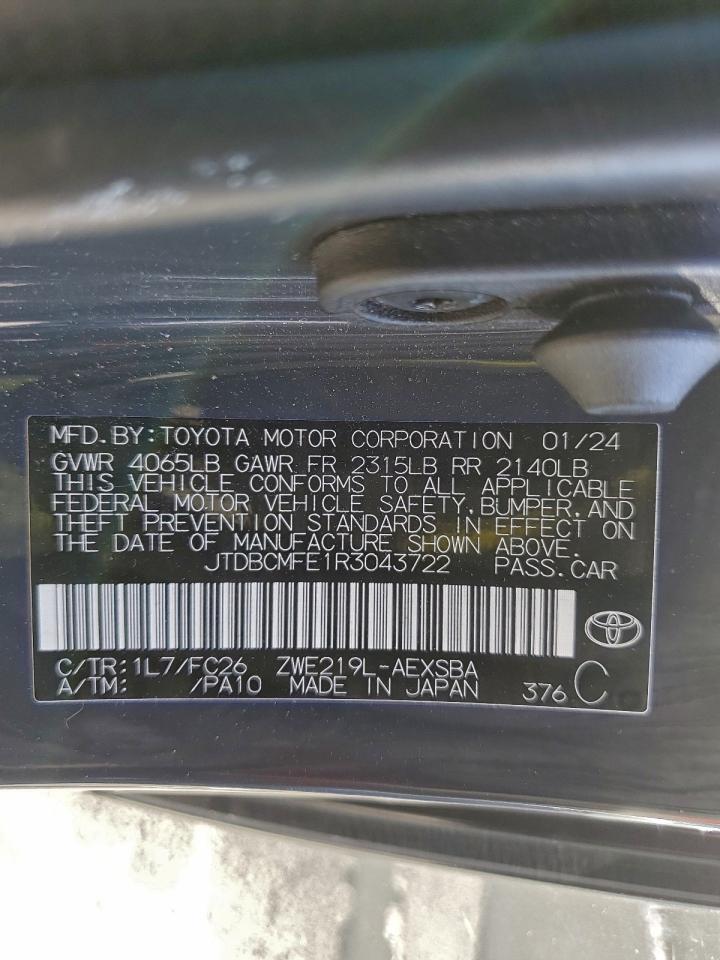 MFD. BY: TOYOTA MOTOR CORPORATION 01/24
GVWR 4065LB GAWR FR 2315LB RR 2140LB
THIS VEHICLE CONFORMS TO ALL APPLICABLE
FEDERAL MOTOR VEHICLE SAFETY, BUMPER, AND
THEFT PREVENTION STANDARDS IN EFFECT ON
THE DATE OF MANUFACTURE SHOWN ABOVE.
JTDBCMFE1R3043722 PASS. CAR
C/TR: 1L7/FC26 ZWE219L-AEXSBA
A/TM: /PA10 MADE IN JAPAN 376 C